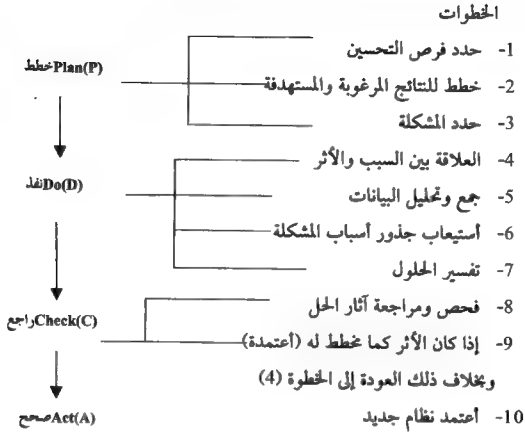 الخطوات
1- حدد فرص التحسين
2- خطط للنتائج المرغوبة والمستهدفة
3- حدد المشكلة
4- العلاقة بين السبب والأثر
5- جمع وتحليل البيانات
6- أستيعاب جذور أسباب المشكلة
7- تفسير الحلول
8- فحص ومراجعة آثار الحل
9- إذا كان الأثر كما مخطط له (أعتمدة)
وبخلاف ذلك العودة إلى الخطوة (4)
10- أعتمد نظام جديد
Plan(P)خطط
Do(D)نفذ
Check(C)راجع
Act(A)صحح